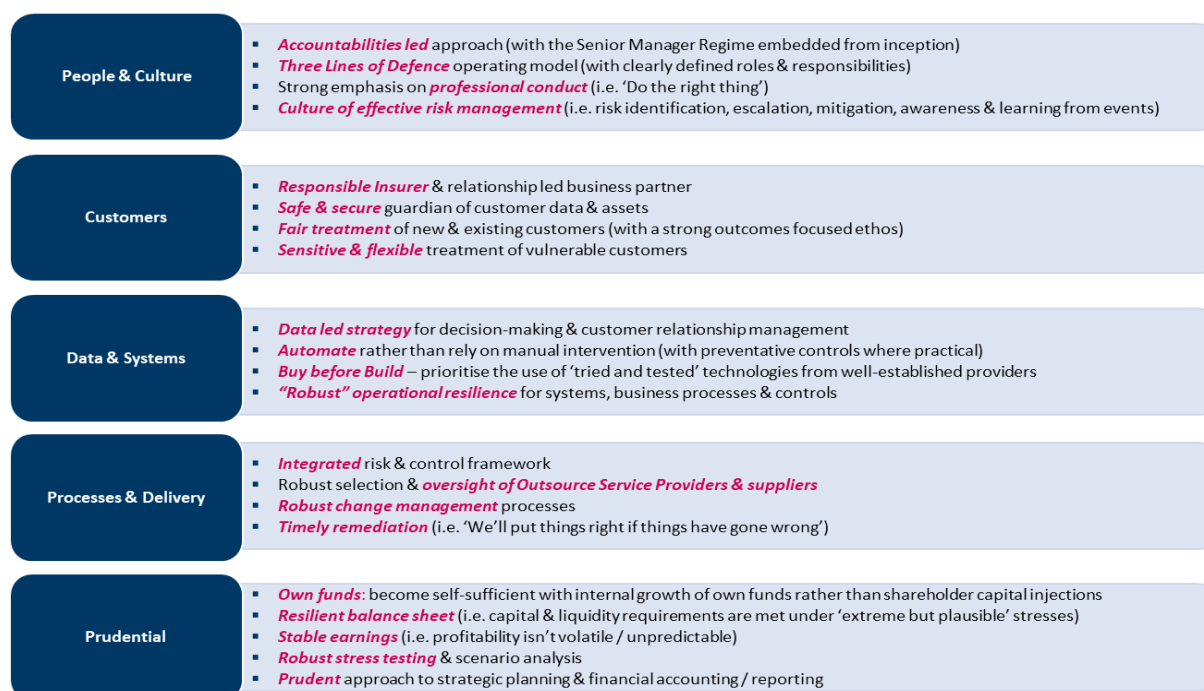 People & Culture
▪ Accountabilities led approach (with the Senior Manager Regime embedded from inception)
▪ Three Lines of Defence operating model (with clearly defined roles & responsibilities)
▪ Strong emphasis on professional conduct (i.e. ‘Do the right thing’)
▪ Culture of effective risk management (i.e. risk identification, escalation, mitigation, awareness & learning from events)
Customers
▪ Responsible Insurer & relationship led business partner
▪ Safe & secure guardian of customer data & assets
▪ Fair treatment of new & existing customers (with a strong outcomes focused ethos)
▪ Sensitive & flexible treatment of vulnerable customers
Data & Systems
▪ Data led strategy for decision-making & customer relationship management
▪ Automate rather than rely on manual intervention (with preventative controls where practical)
▪ Buy before Build – prioritise the use of ‘tried and tested’ technologies from well-established providers
▪ “Robust” operational resilience for systems, business processes & controls
Processes & Delivery
▪ Integrated risk & control framework
▪ Robust selection & oversight of Outsource Service Providers & suppliers
▪ Robust change management processes
▪ Timely remediation (i.e. ‘We’ll put things right if things have gone wrong’)
Prudential
▪ Own funds: become self-sufficient with internal growth of own funds rather than shareholder capital injections
▪ Resilient balance sheet (i.e. capital & liquidity requirements are met under ‘extreme but plausible’ stresses)
▪ Stable earnings (i.e. profitability isn’t volatile / unpredictable)
▪ Robust stress testing & scenario analysis
▪ Prudent approach to strategic planning & financial accounting / reporting